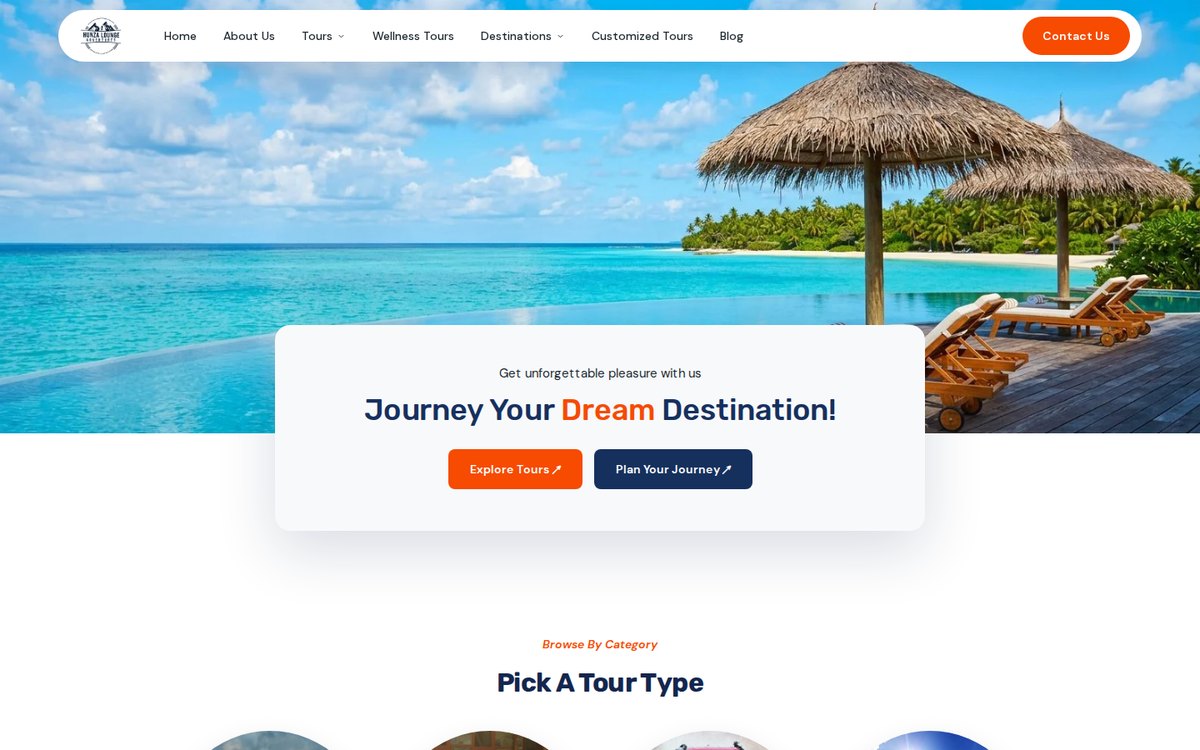 HUNZA LOUNGE
ADVENTURES
Home
About Us
Tours
Wellness Tours
Destinations
Customized Tours
Blog
Contact Us
Get unforgettable pleasure with us
Journey Your Dream Destination!
Explore Tours
Plan Your Journey
Browse By Category
Pick A Tour Type